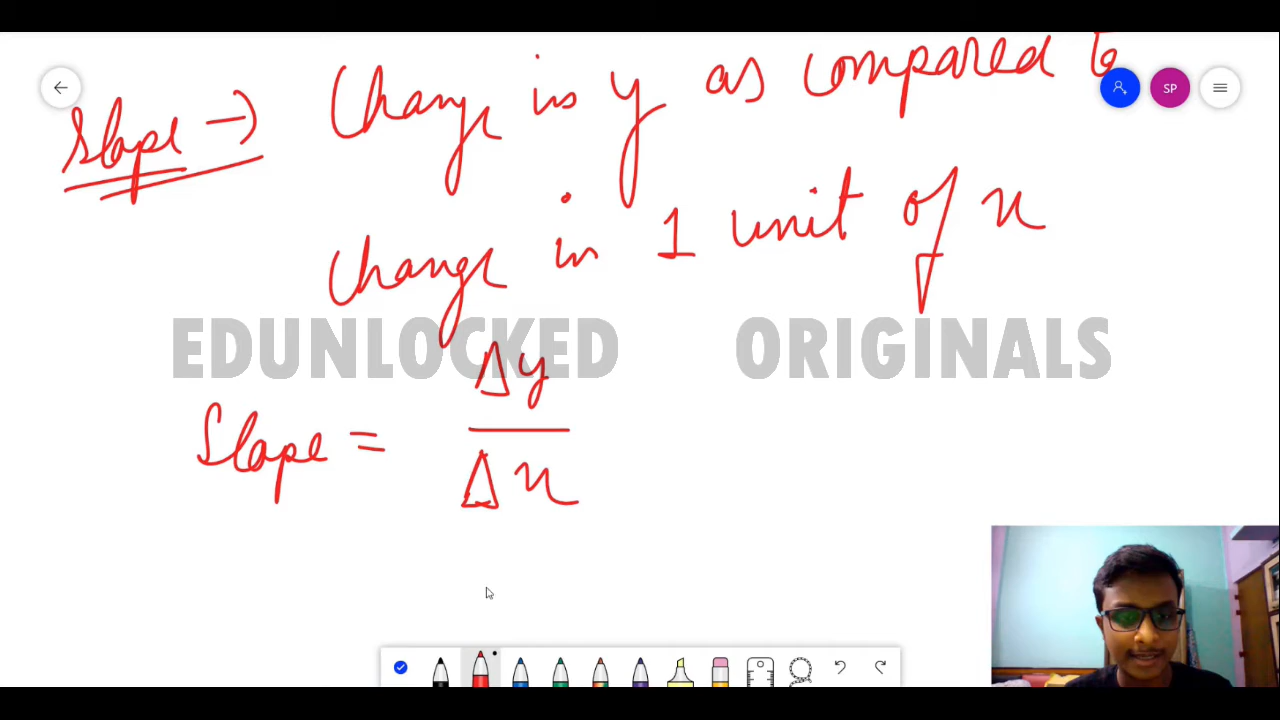 Change in y as compared to
Slope →
SP
change in 1 unit of x
EDUNLOCKED ORIGINALS
Slope = Δy
Δx